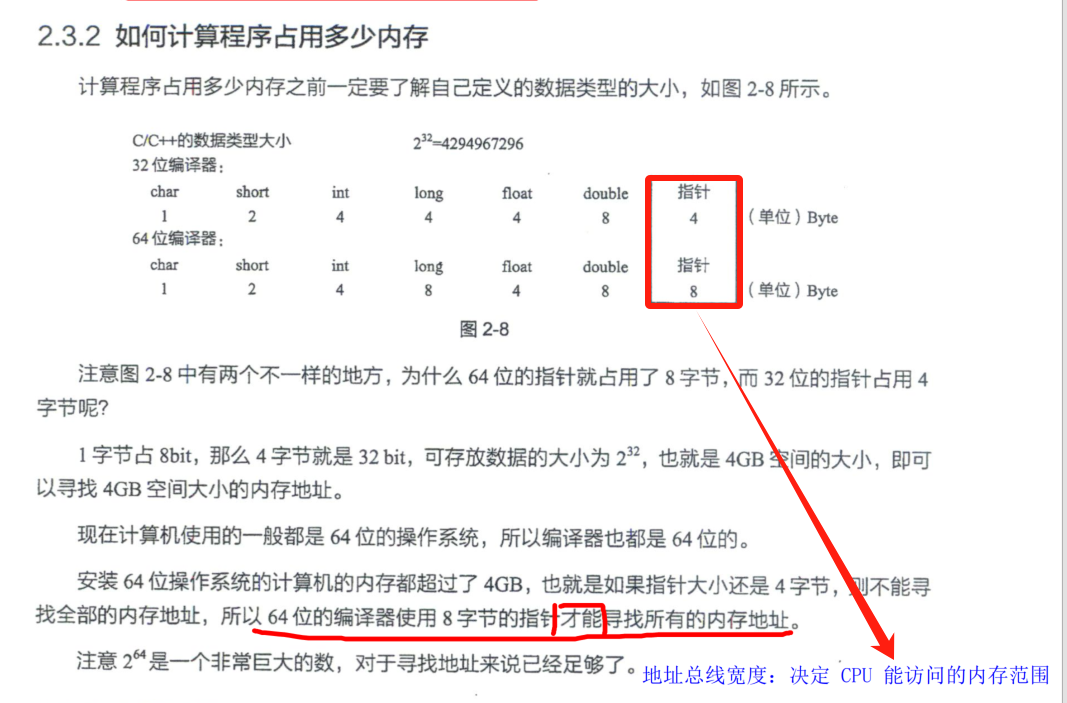 2.3.2 如何计算程序占用多少内存
计算程序占用多少内存之前一定要了解自己定义的数据类型的大小，如图 2-8 所示。
C/C++的数据类型大小 2³²=4294967296
32 位编译器：
char short int long float double 指针
1 2 4 4 4 8 4 （单位）Byte
64 位编译器：
char short int long float double 指针
1 2 4 8 4 8 8 （单位）Byte
图 2-8
注意图 2-8 中有两个不一样的地方，为什么 64 位的指针就占用了 8 字节，而 32 位的指针占用 4
字节呢？
1 字节占 8bit，那么 4 字节就是 32 bit，可存放数据的大小为 2³²，也就是 4GB 空间的大小，即可
以寻找 4GB 空间大小的内存地址。
现在计算机使用的一般都是 64 位的操作系统，所以编译器也都是 64 位的。
安装 64 位操作系统的计算机的内存都超过了 4GB，也就是如果指针大小还是 4 字节，则不能寻
找全部的内存地址，所以 64 位的编译器使用 8 字节的指针才能寻找所有的内存地址。
注意 2⁶⁴ 是一个非常巨大的数，对于寻找地址来说已经足够了。
地址总线宽度：决定 CPU 能访问的内存范围